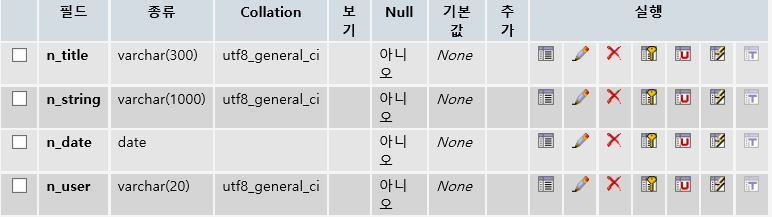 필드 종류 Collation 보기 Null 기본값 추가 실행
n_title varchar(300) utf8_general_ci 아니오 None
n_string varchar(1000) utf8_general_ci 아니오 None
n_date date 아니오 None
n_user varchar(20) utf8_general_ci 아니오 None